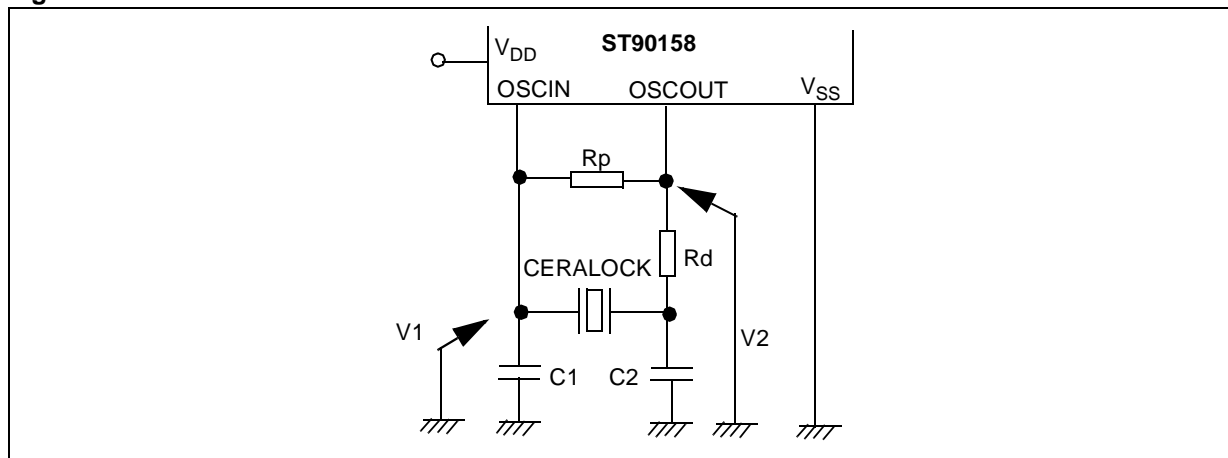 ST90158
VDD
OSCIN OSCOUT VSS
Rp
Rd
CERALOCK
V1 V2
C1 C2